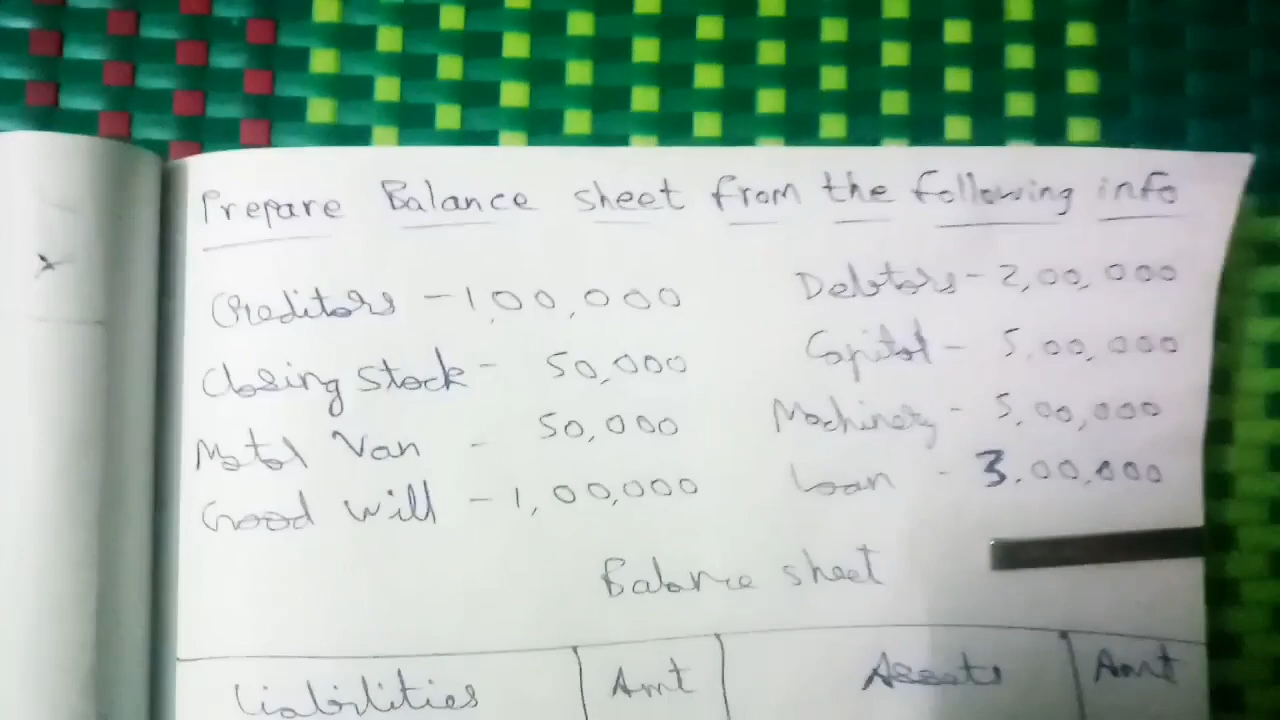 Prepare Balance sheet from the following info
Creditors - 1,00,000 Debtors - 2,00,000
Closing Stock - 50,000 Capital - 5,00,000
Motor Van - 50,000 Machinery - 5,00,000
Good will - 1,00,000 Loan - 3,00,000
Balance sheet
Liabilities Amt Assets Amt